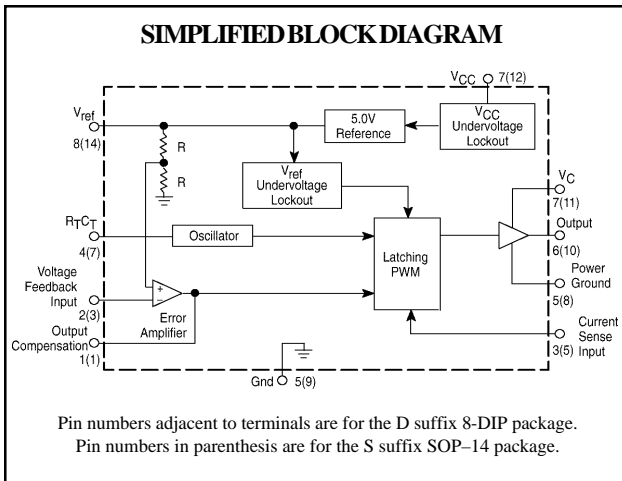 SIMPLIFIED BLOCK DIAGRAM
VCC 7(12)
Vref
8(14)
R
R
5.0V
Reference
VCC
Undervoltage
Lockout
Vref
Undervoltage
Lockout
VC
7(11)
RTCT
4(7)
Oscillator
Latching
PWM
Output
6(10)
Voltage
Feedback
Input
2(3)
+
−
Error
Amplifier
Power
Ground
5(8)
Output
Compensation
1(1)
Current
Sense
Input
3(5)
Gnd 5(9)
Pin numbers adjacent to terminals are for the D suffix 8-DIP package.
Pin numbers in parenthesis are for the S suffix SOP–14 package.